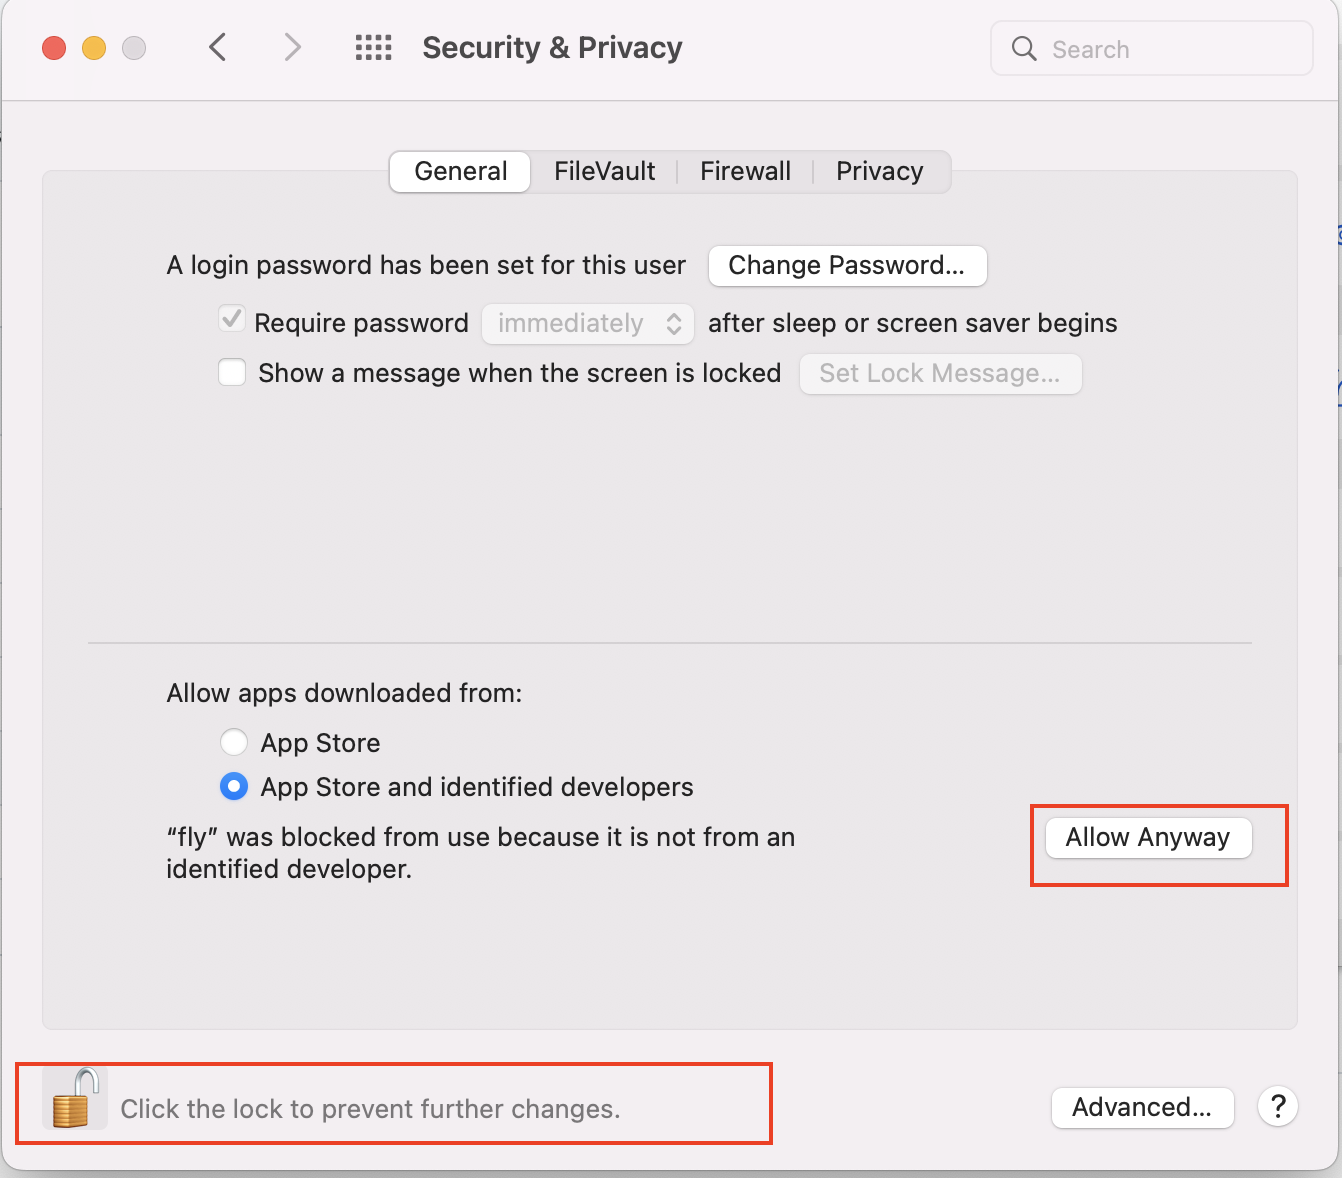 Security & Privacy
Search
General
FileVault
Firewall
Privacy
A login password has been set for this user
Change Password...
Require password immediately after sleep or screen saver begins
Show a message when the screen is locked
Set Lock Message...
Allow apps downloaded from:
App Store
App Store and identified developers
“fly” was blocked from use because it is not from an
identified developer.
Allow Anyway
Click the lock to prevent further changes.
Advanced...
?